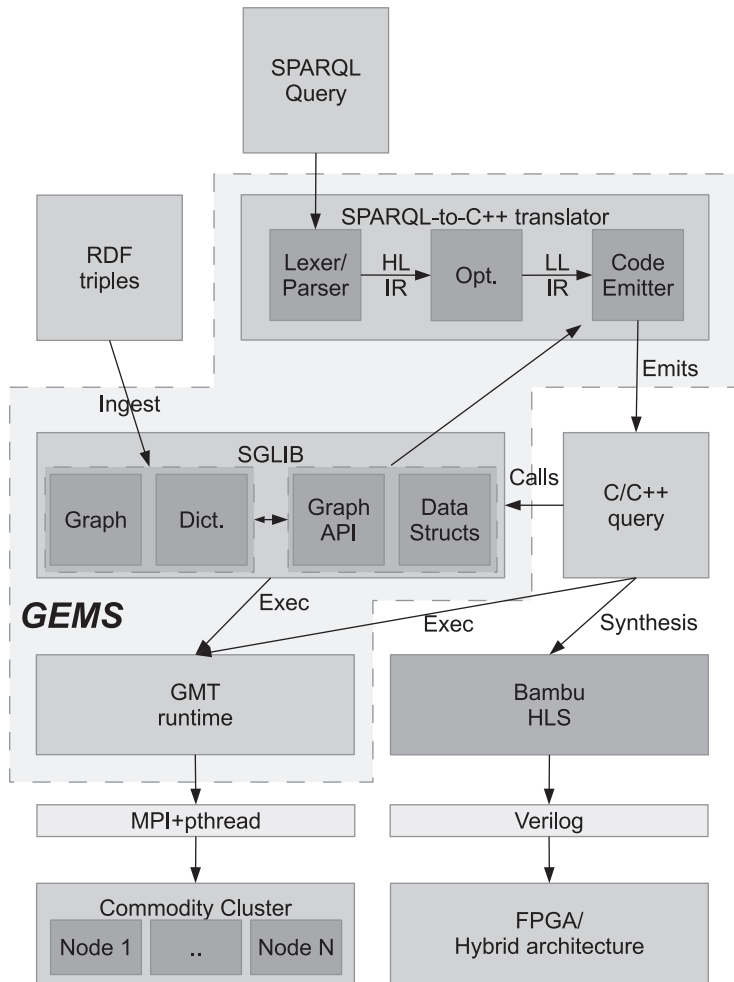 SPARQL
Query
RDF
triples
SPARQL-to-C++ translator
Lexer/
Parser
HL
IR
Opt.
LL
IR
Code
Emitter
Emits
Ingest
SGLIB
Graph
Dict.
Graph
API
Data
Structs
Calls
C/C++
query
GEMS
Exec
Exec
Synthesis
GMT
runtime
Bambu
HLS
MPI+pthread
Verilog
Commodity Cluster
Node 1
..
Node N
FPGA/
Hybrid architecture